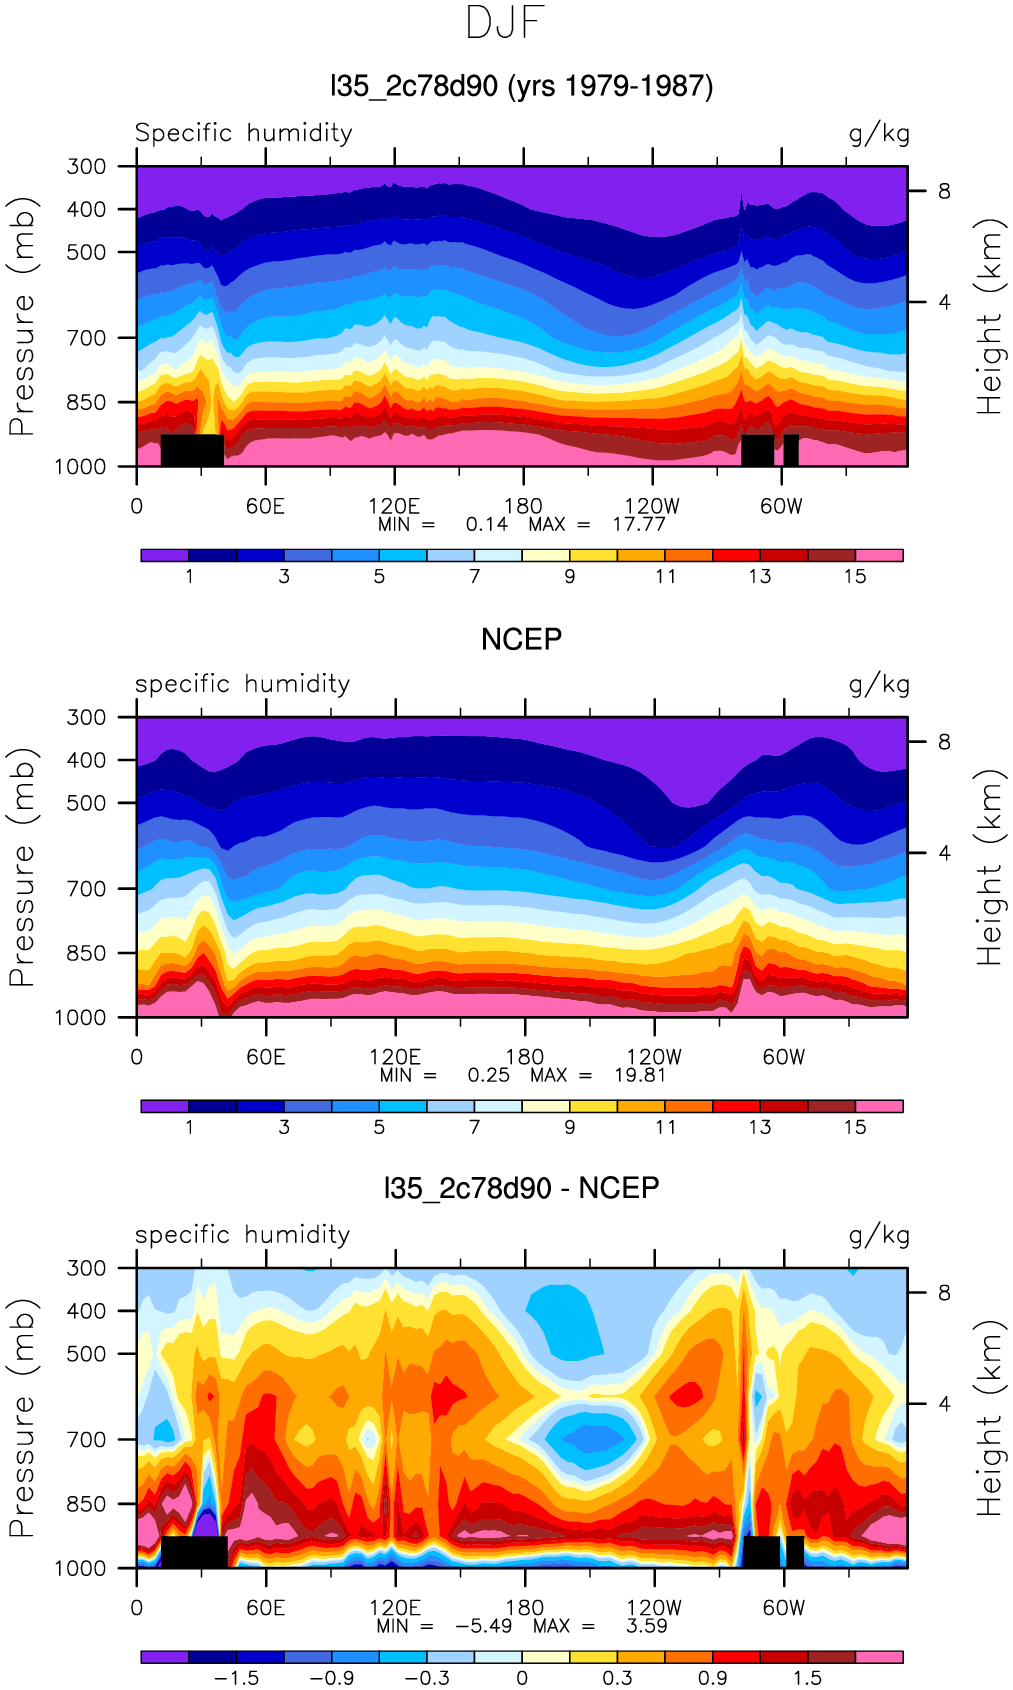 DJF
l35_2c78d90 (yrs 1979-1987)
Specific humidity g/kg
300
400
500
700
850
1000
Pressure (mb)
8
4
Height (km)
0 60E 120E 180 120W 60W
MIN = 0.14 MAX = 17.77
1 3 5 7 9 11 13 15
NCEP
specific humidity g/kg
300
400
500
700
850
1000
Pressure (mb)
8
4
Height (km)
0 60E 120E 180 120W 60W
MIN = 0.25 MAX = 19.81
1 3 5 7 9 11 13 15
l35_2c78d90 - NCEP
specific humidity g/kg
300
400
500
700
850
1000
Pressure (mb)
8
4
Height (km)
0 60E 120E 180 120W 60W
MIN = -5.49 MAX = 3.59
-1.5 -0.9 -0.3 0 0.3 0.9 1.5